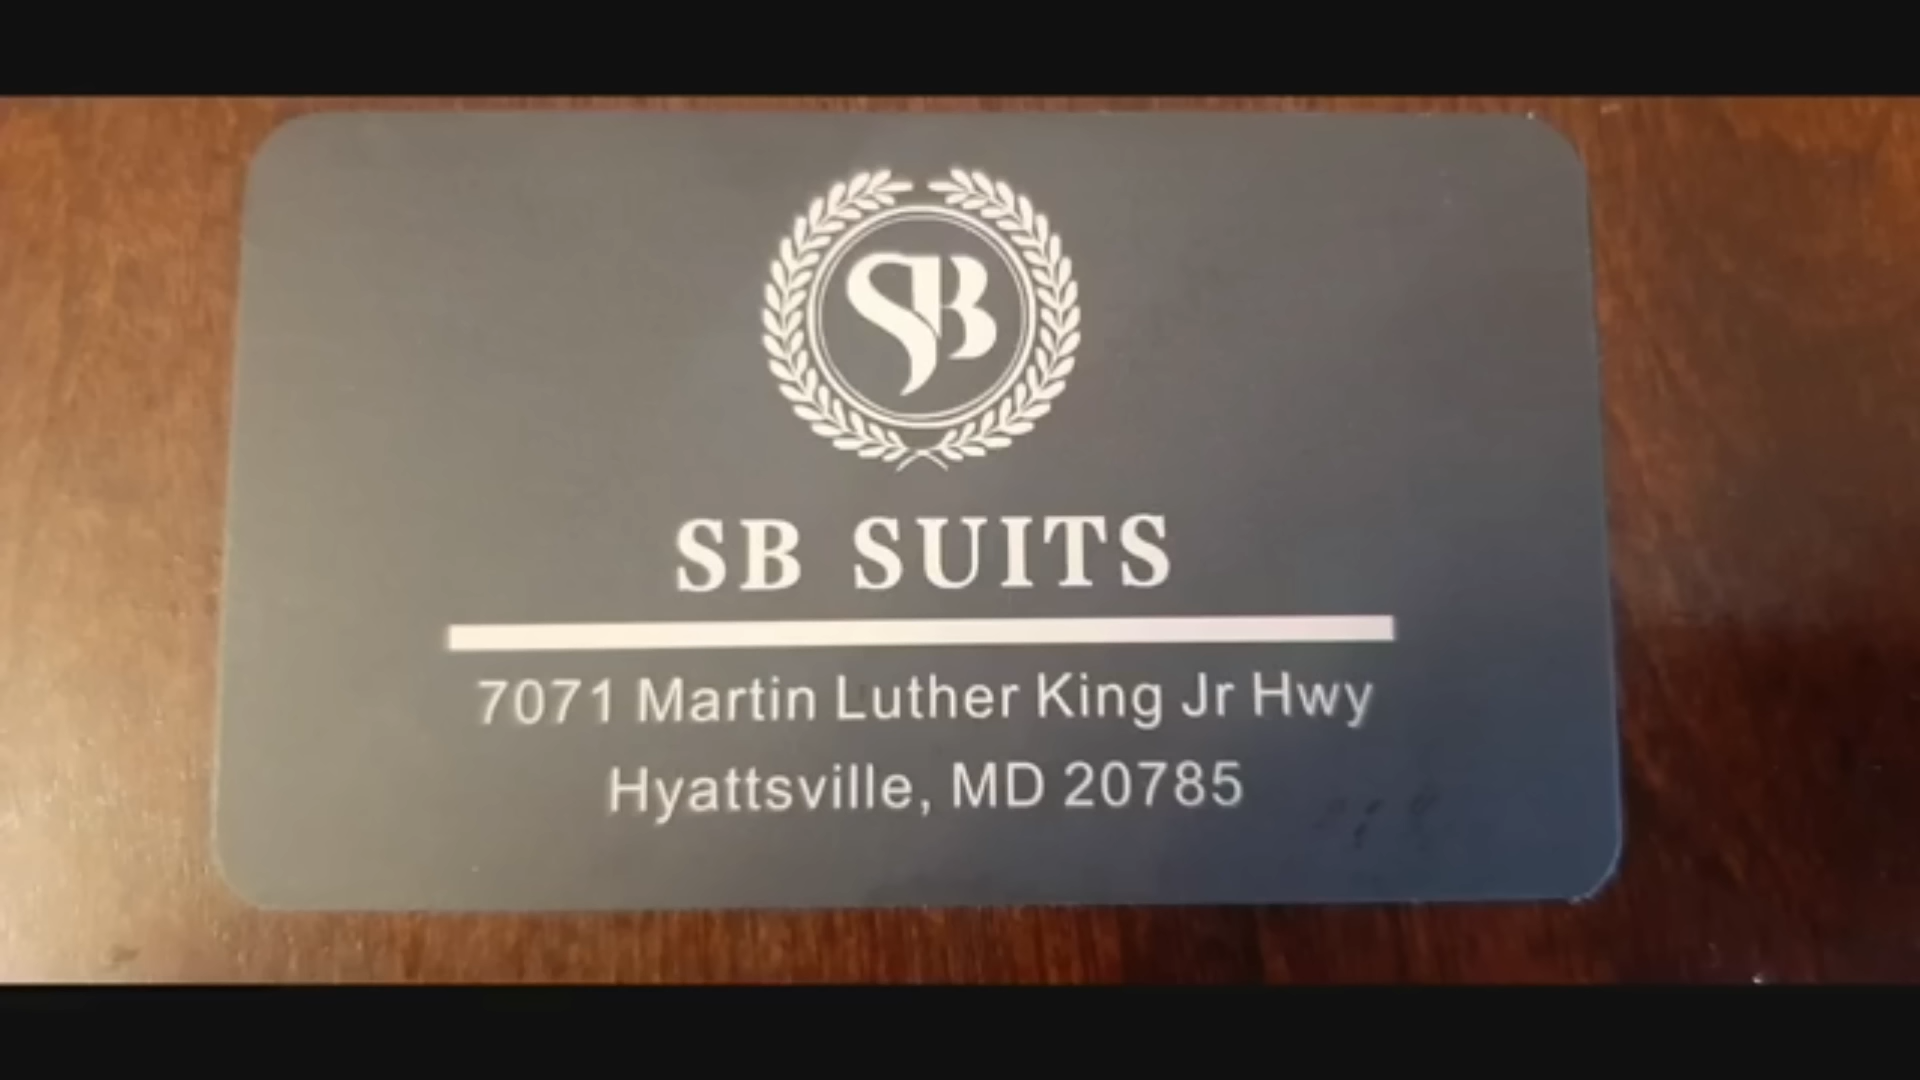 SB
SB SUITS
7071 Martin Luther King Jr Hwy
Hyattsville, MD 20785